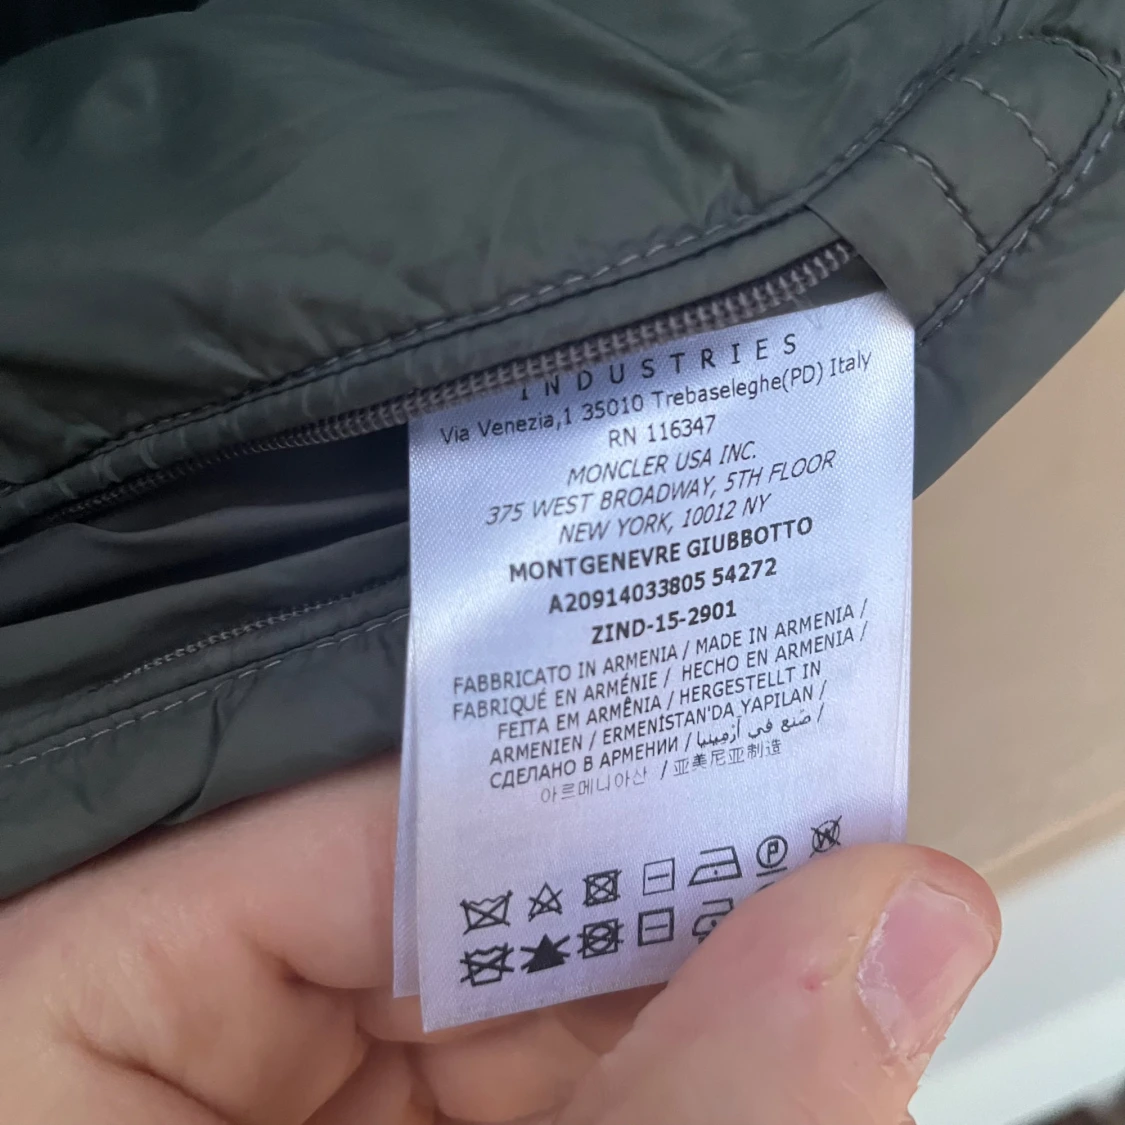 INDUSTRIES
Via Venezia,1 35010 Trebaseleghe(PD) Italy
RN 116347
MONCLER USA INC.
375 WEST BROADWAY, 5TH FLOOR
NEW YORK, 10012 NY
MONTGENEVRE GIUBBOTTO
A20914033805 54272
ZIND-15-2901
FABBRICATO IN ARMENIA / MADE IN ARMENIA /
FABRIQUÉ EN ARMÉNIE / HECHO EN ARMENIA /
FEITA EM ARMÊNIA / HERGESTELLT IN
ARMENIEN / ERMENİSTAN'DA YAPILAN /
СДЕЛАНО В АРМЕНИИ / صنع في أرمينيا /
아르메니아산 / 亚美尼亚制造
P W